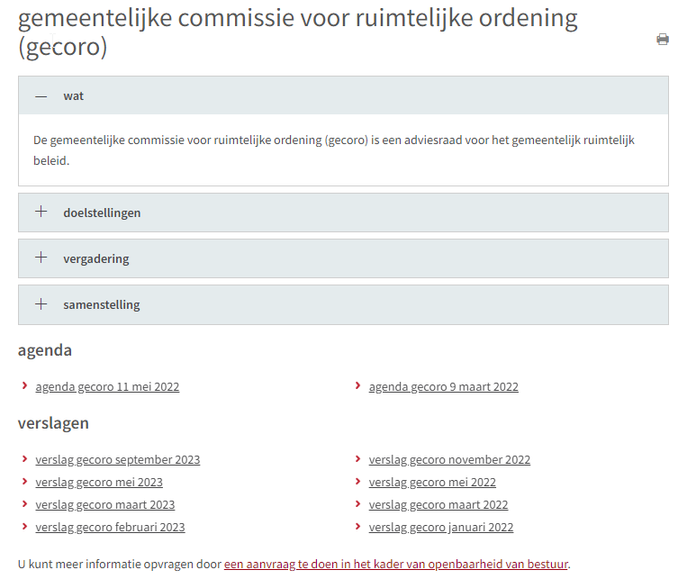 gemeentelijke commissie voor ruimtelijke ordening
(gecoro)
wat
De gemeentelijke commissie voor ruimtelijke ordening (gecoro) is een adviesraad voor het gemeentelijk ruimtelijk
beleid.
doelstellingen
vergadering
samenstelling
agenda
agenda gecoro 11 mei 2022
agenda gecoro 9 maart 2022
verslagen
verslag gecoro september 2023
verslag gecoro november 2022
verslag gecoro mei 2023
verslag gecoro mei 2022
verslag gecoro maart 2023
verslag gecoro maart 2022
verslag gecoro februari 2023
verslag gecoro januari 2022
U kunt meer informatie opvragen door een aanvraag te doen in het kader van openbaarheid van bestuur.